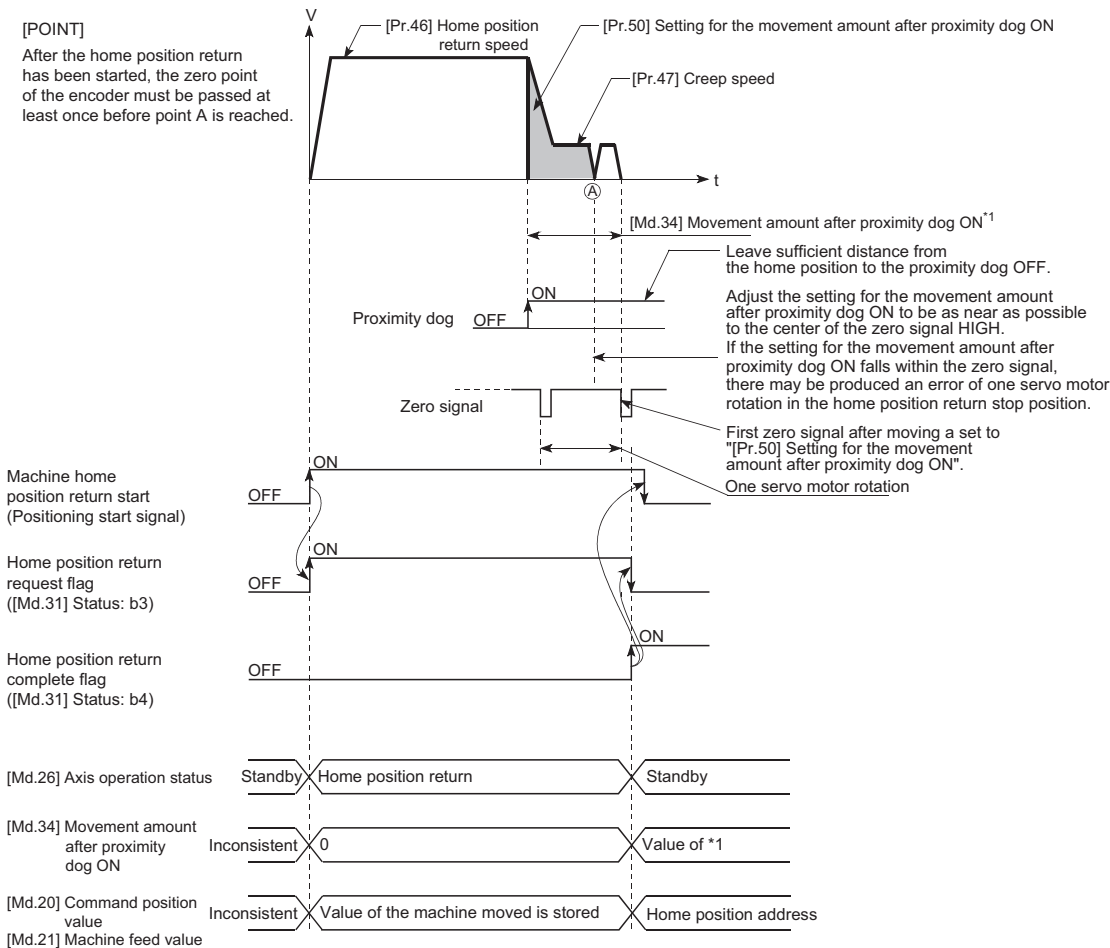 [POINT]
After the home position return
has been started, the zero point
of the encoder must be passed at
least once before point A is reached.
V
[Pr.46] Home position
return speed
[Pr.50] Setting for the movement amount after proximity dog ON
[Pr.47] Creep speed
t
A
[Md.34] Movement amount after proximity dog ON*1
Leave sufficient distance from
the home position to the proximity dog OFF.
ON
Proximity dog OFF
Adjust the setting for the movement amount
after proximity dog ON to be as near as possible
to the center of the zero signal HIGH.
If the setting for the movement amount after
proximity dog ON falls within the zero signal,
there may be produced an error of one servo motor
rotation in the home position return stop position.
Zero signal
First zero signal after moving a set to
"[Pr.50] Setting for the movement
amount after proximity dog ON".
One servo motor rotation
Machine home
position return start
(Positioning start signal)
OFF
ON
Home position return
request flag
([Md.31] Status: b3)
OFF
ON
Home position return
complete flag
([Md.31] Status: b4)
OFF
ON
[Md.26] Axis operation status Standby Home position return Standby
[Md.34] Movement amount
after proximity
dog ON
Inconsistent 0 Value of *1
[Md.20] Command position
value
[Md.21] Machine feed value
Inconsistent Value of the machine moved is stored Home position address